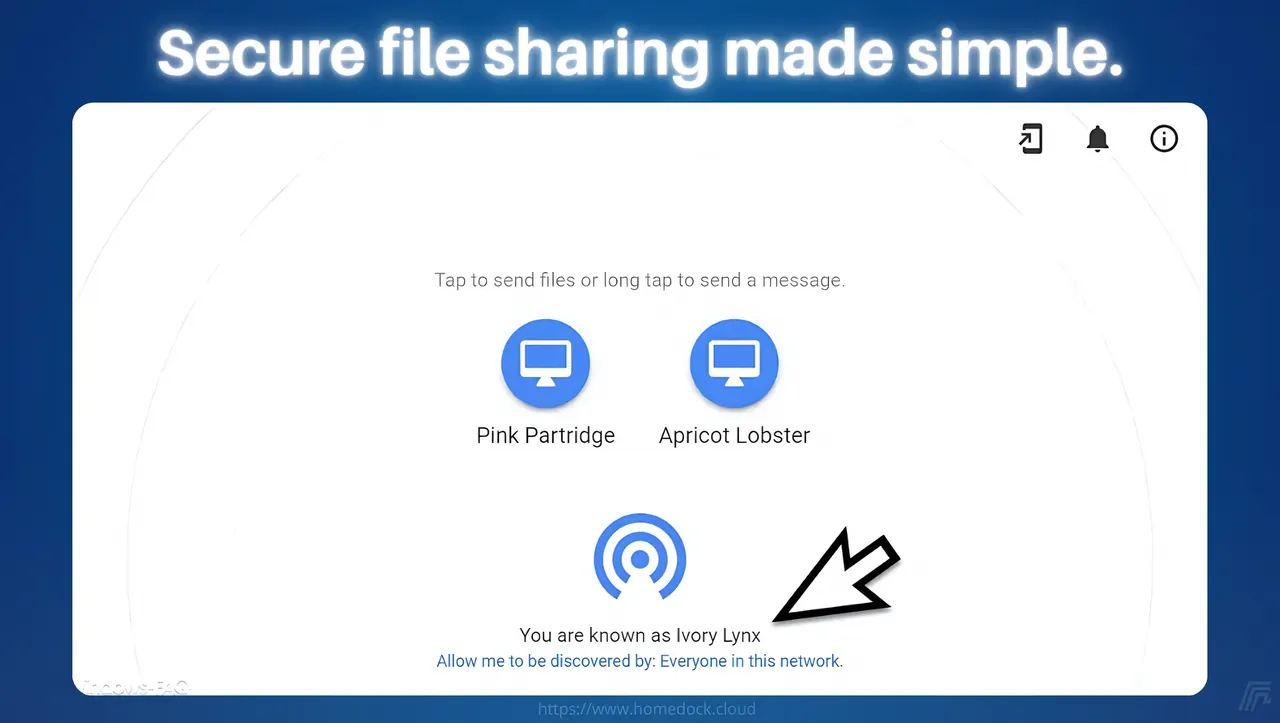 Secure file sharing made simple.
Tap to send files or long tap to send a message.
Pink Partridge
Apricot Lobster
You are known as Ivory Lynx
Allow me to be discovered by: Everyone in this network.
https://www.homedock.cloud